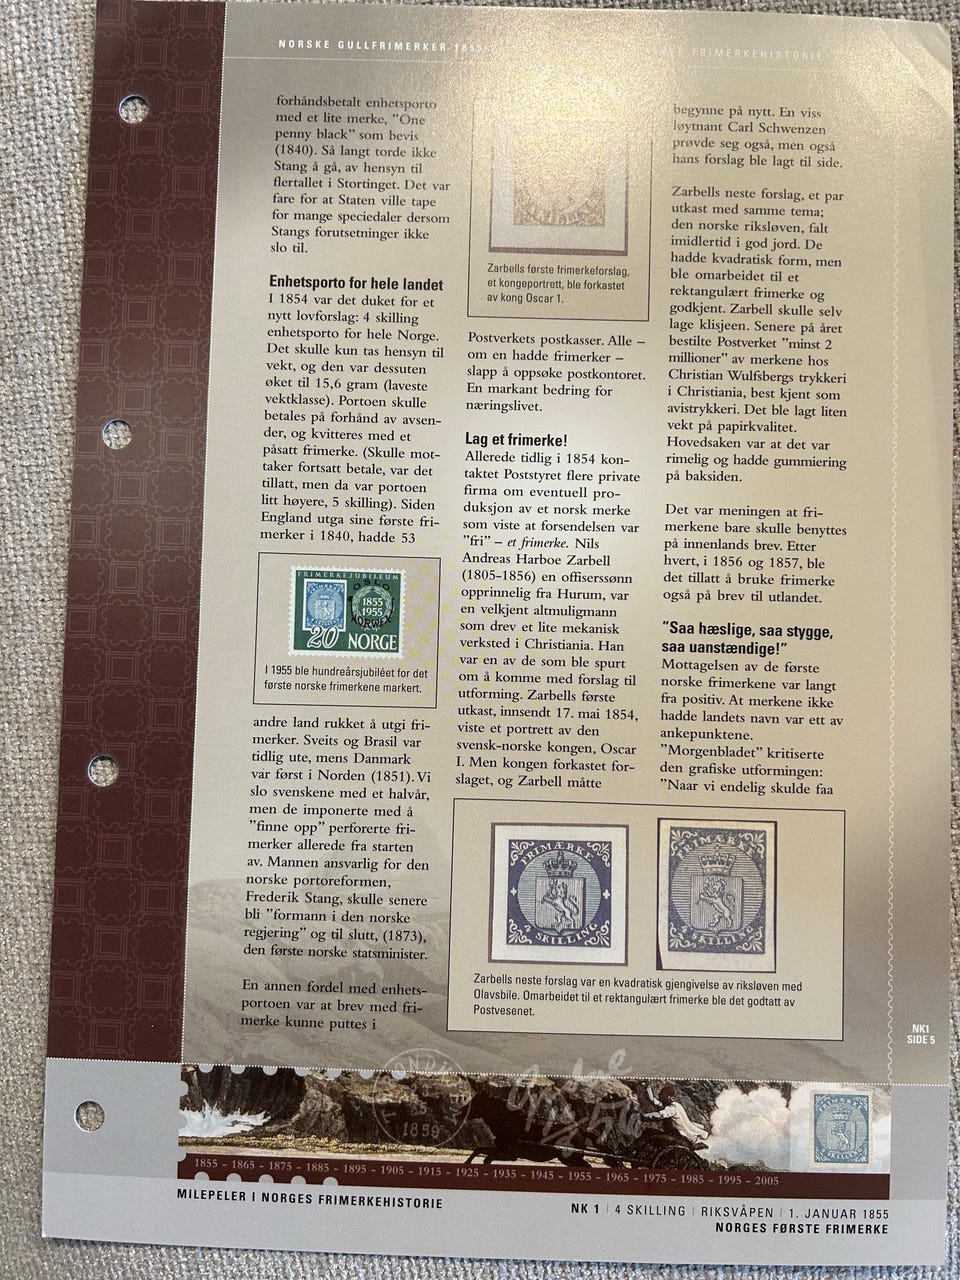 NORSKE GULLFRIMERKER 1855
FRIMERKEHISTORIE
forhåndsbetalt enhetsporto
med et lite merke, ”One
penny black” som bevis
(1840). Så langt torde ikke
Stang å gå, av hensyn til
flertallet i Stortinget. Det var
fare for at Staten ville tape
for mange speciedaler dersom
Stangs forutsetninger ikke
slo til.
Enhetsporto for hele landet
I 1854 var det duket for et
nytt lovforslag: 4 skilling
enhetsporto for hele Norge.
Det skulle kun tas hensyn til
vekt, og den var dessuten
øket til 15,6 gram (laveste
vektklasse). Portoen skulle
betales på forhånd av avsen-
der, og kvitteres med et
påsatt frimerke. (Skulle mot-
taker fortsatt betale, var det
tillatt, men da var portoen
litt høyere, 5 skilling). Siden
England utga sine første fri-
merker i 1840, hadde 53
FRIMERKEJUBILEUM
OSLO
1855
1955
NORWEX
20 NORGE
I 1955 ble hundreårsjubiléet for det
første norske frimerkene markert.
andre land rukket å utgi fri-
merker. Sveits og Brasil var
tidlig ute, mens Danmark
var først i Norden (1851). Vi
slo svenskene med et halvår,
men de imponerte med å
”finne opp” perforerte fri-
merker allerede fra starten
av. Mannen ansvarlig for den
norske portoreformen,
Frederik Stang, skulle senere
bli ”formann i den norske
regjering” og til slutt, (1873),
den første norske statsminister.
En annen fordel med enhets-
portoen var at brev med fri-
merke kunne puttes i
Zarbells første frimerkeforslag,
et kongeportrett, ble forkastet
av kong Oscar 1.
Postverkets postkasser. Alle –
om en hadde frimerker –
slapp å oppsøke postkontoret.
En markant bedring for
næringslivet.
Lag et frimerke!
Allerede tidlig i 1854 kon-
taktet Poststyret flere private
firma om eventuell pro-
duksjon av et norsk merke
som viste at forsendelsen var
”fri” – et frimerke. Nils
Andreas Harboe Zarbell
(1805-1856) en offiserssønn
opprinnelig fra Hurum, var
en velkjent altmuligmann
som drev et lite mekanisk
verksted i Christiania. Han
var en av de som ble spurt
om å komme med forslag til
utforming. Zarbells første
utkast, innsendt 17. mai 1854,
viste et portrett av den
svensk-norske kongen, Oscar
I. Men kongen forkastet for-
slaget, og Zarbell måtte
begynne på nytt. En viss
løytnant Carl Schwenzen
prøvde seg også, men også
hans forslag ble lagt til side.
Zarbells neste forslag, et par
utkast med samme tema;
den norske riksløven, falt
imidlertid i god jord. De
hadde kvadratisk form, men
ble omarbeidet til et
rektangulært frimerke og
godkjent. Zarbell skulle selv
lage klisjeen. Senere på året
bestilte Postverket ”minst 2
millioner” av merkene hos
Christian Wulfsbergs trykkeri
i Christiania, best kjent som
avistrykkeri. Det ble lagt liten
vekt på papirkvalitet.
Hovedsaken var at det var
rimelig og hadde gummiering
på baksiden.
Det var meningen at fri-
merkene bare skulle benyttes
på innenlands brev. Etter
hvert, i 1856 og 1857, ble
det tillatt å bruke frimerke
også på brev til utlandet.
”Saa hæslige, saa stygge,
saa uanstændige!”
Mottagelsen av de første
norske frimerkene var langt
fra positiv. At merkene ikke
hadde landets navn var ett av
ankepunktene.
”Morgenbladet” kritiserte
den grafiske utformingen:
”Naar vi endelig skulde faa
FRIMÆRKE
4 SKILLING
FRIMÆRKE
4 SKILLING
Zarbells neste forslag var en kvadratisk gjengivelse av riksløven med
Olavsbile. Omarbeidet til et rektangulært frimerke ble det godtatt av
Postvesenet.
NK1
SIDE 5
1859
FRIMÆRKE
4 SKILLING
1855 – 1865 – 1875 – 1885 – 1895 – 1905 – 1915 – 1925 – 1935 – 1945 – 1955 – 1965 – 1975 – 1985 – 1995 – 2005
MILEPELER I NORGES FRIMERKEHISTORIE
NK 1 | 4 SKILLING | RIKSVÅPEN | 1. JANUAR 1855
NORGES FØRSTE FRIMERKE